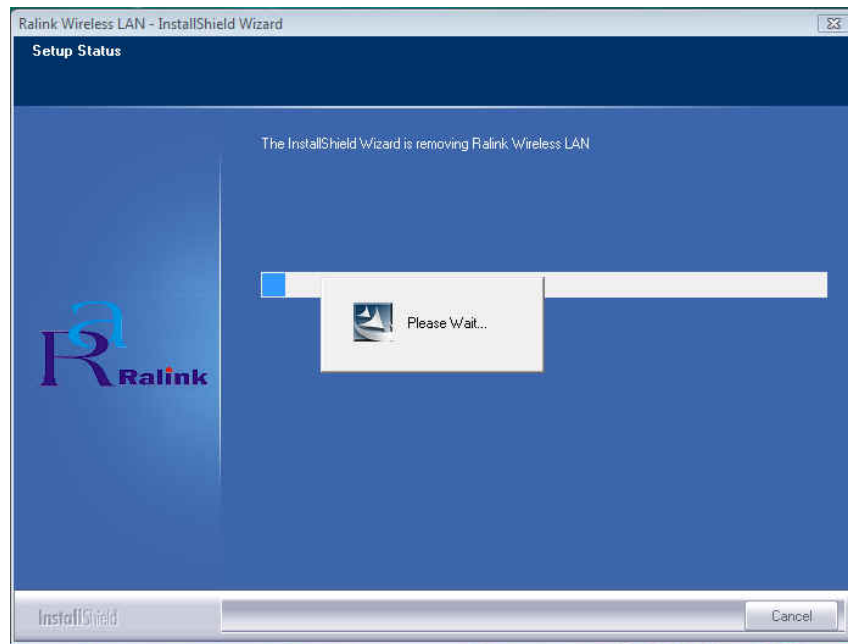 Ralink Wireless LAN - InstallShield Wizard
Setup Status
The InstallShield Wizard is removing Ralink Wireless LAN
Please Wait...
Ra
Ralink
InstallShield
Cancel